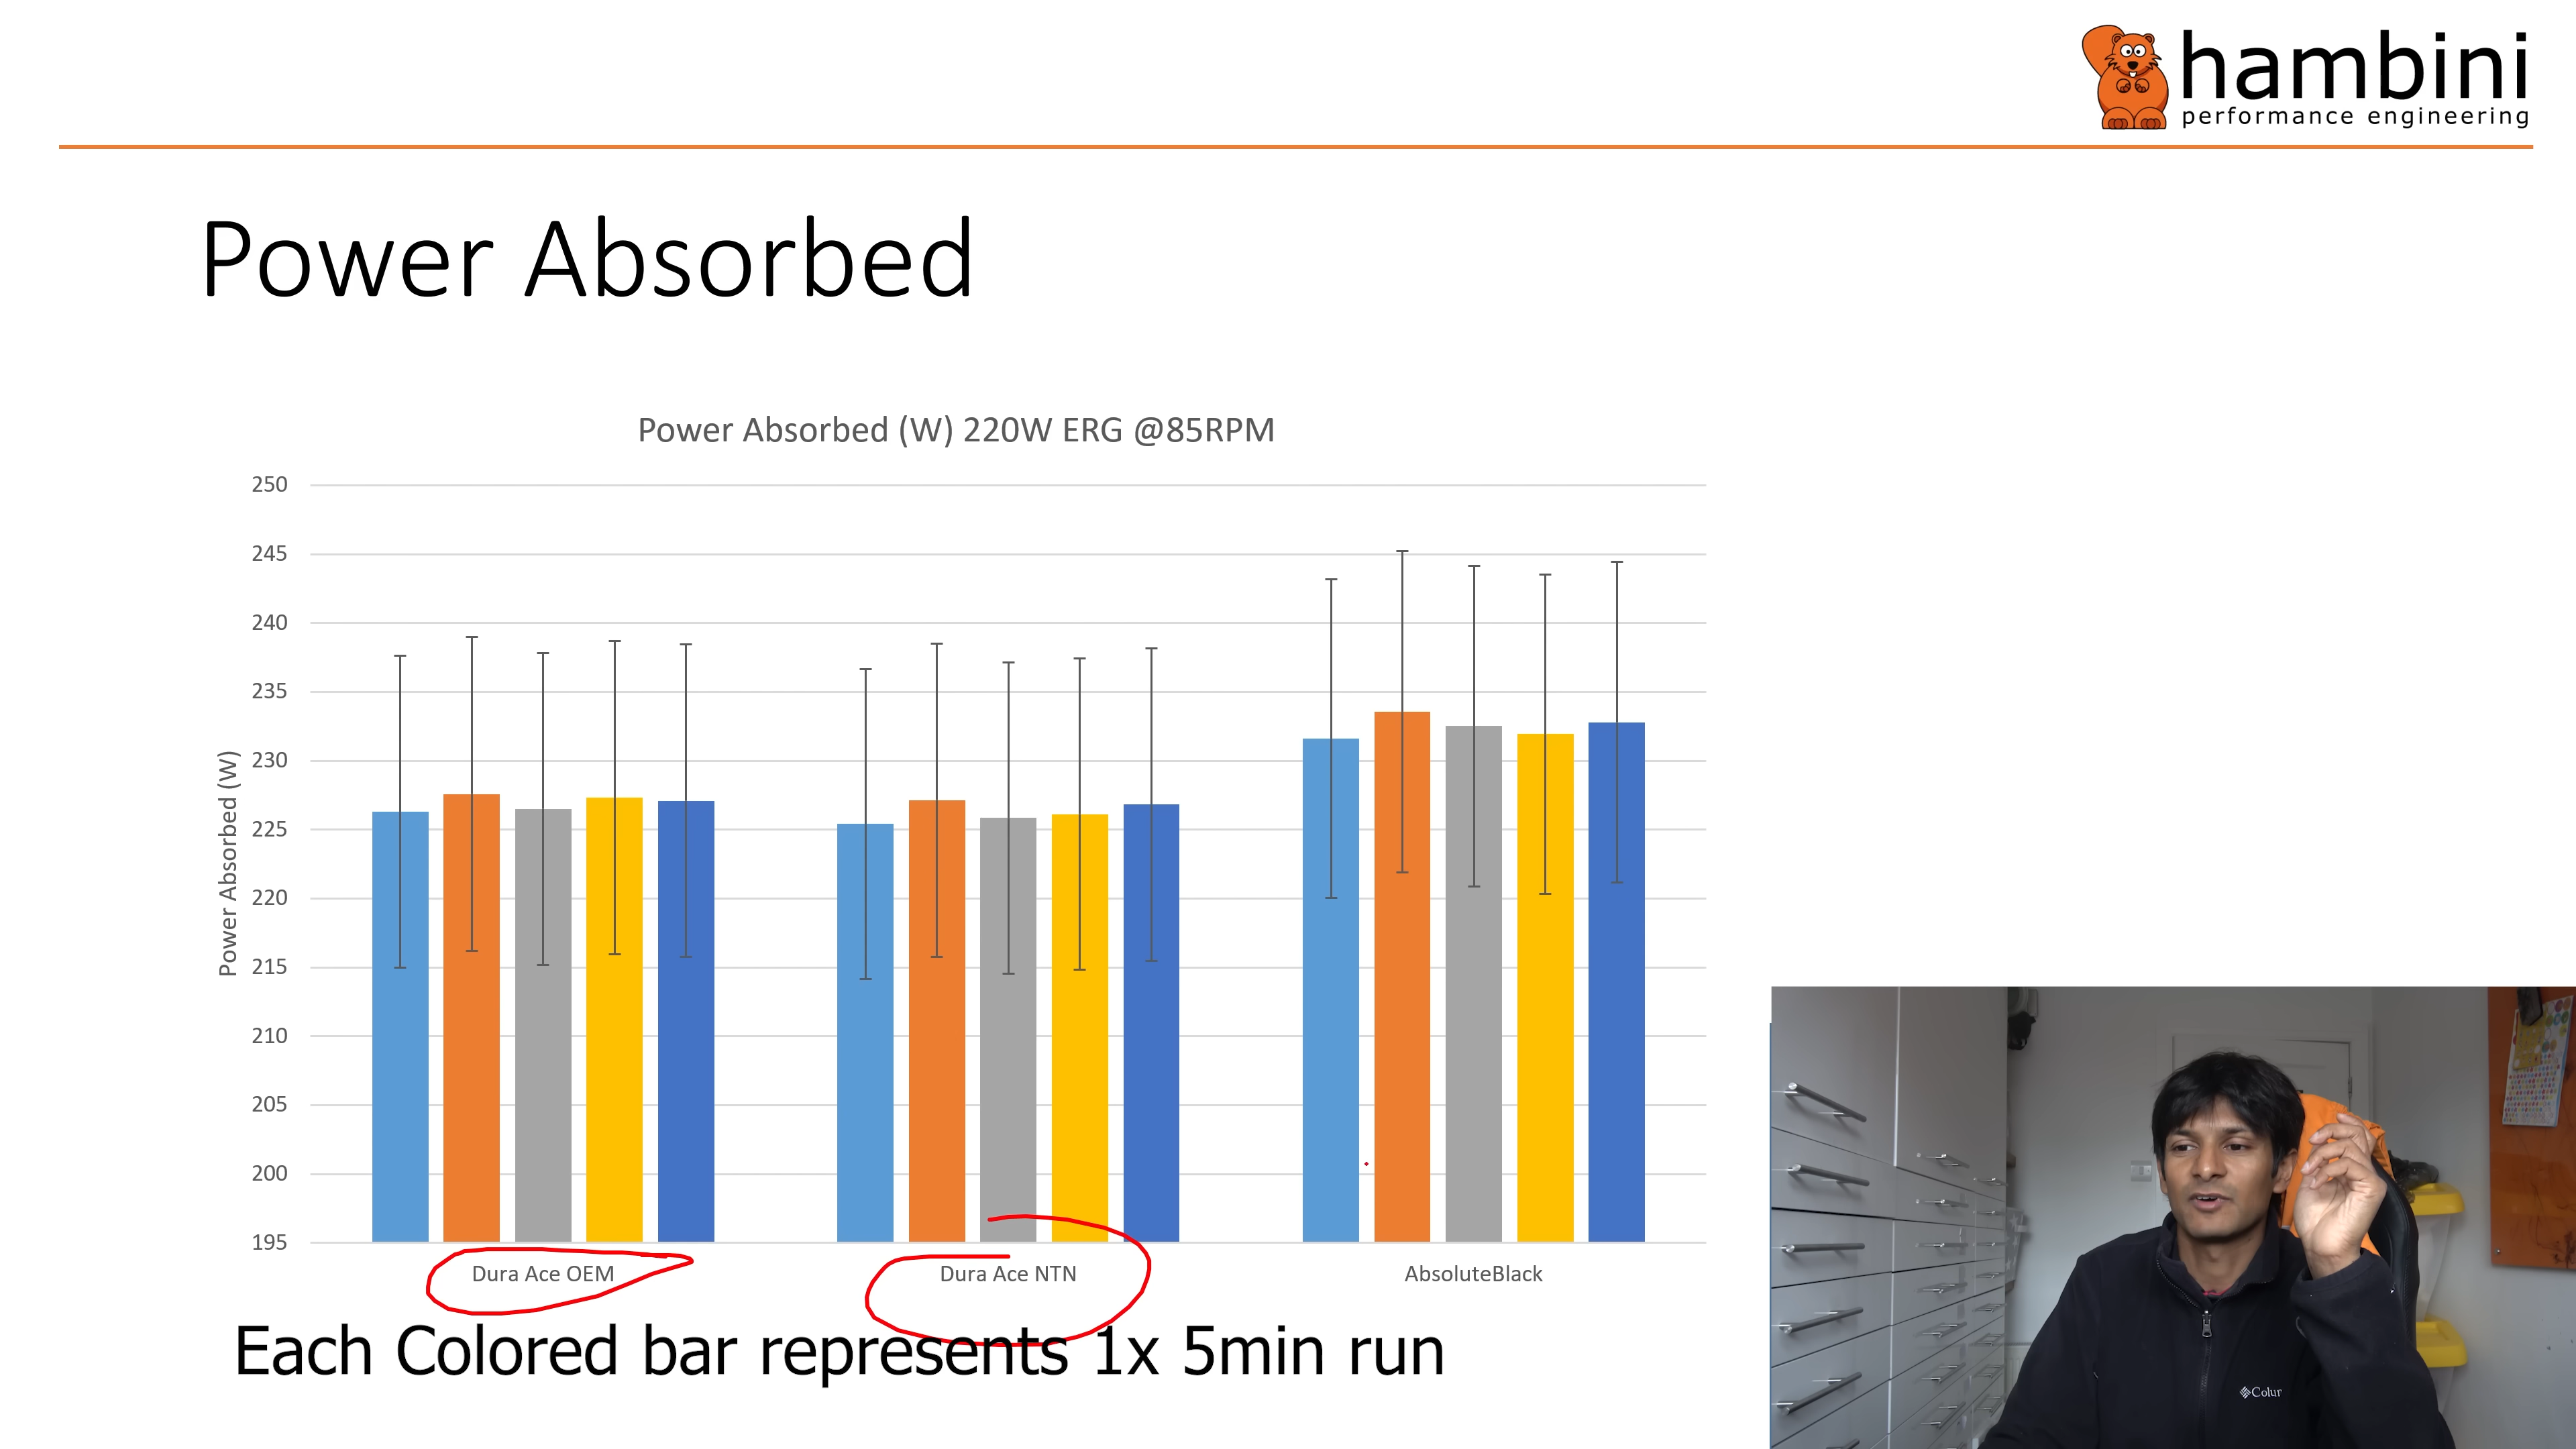 hambini
performance engineering
Power Absorbed
Power Absorbed (W) 220W ERG @85RPM
Power Absorbed (W)
250
245
240
235
230
225
220
215
210
205
200
195
Dura Ace OEM
Dura Ace NTN
AbsoluteBlack
Each Colored bar represents 1x 5min run
Colum